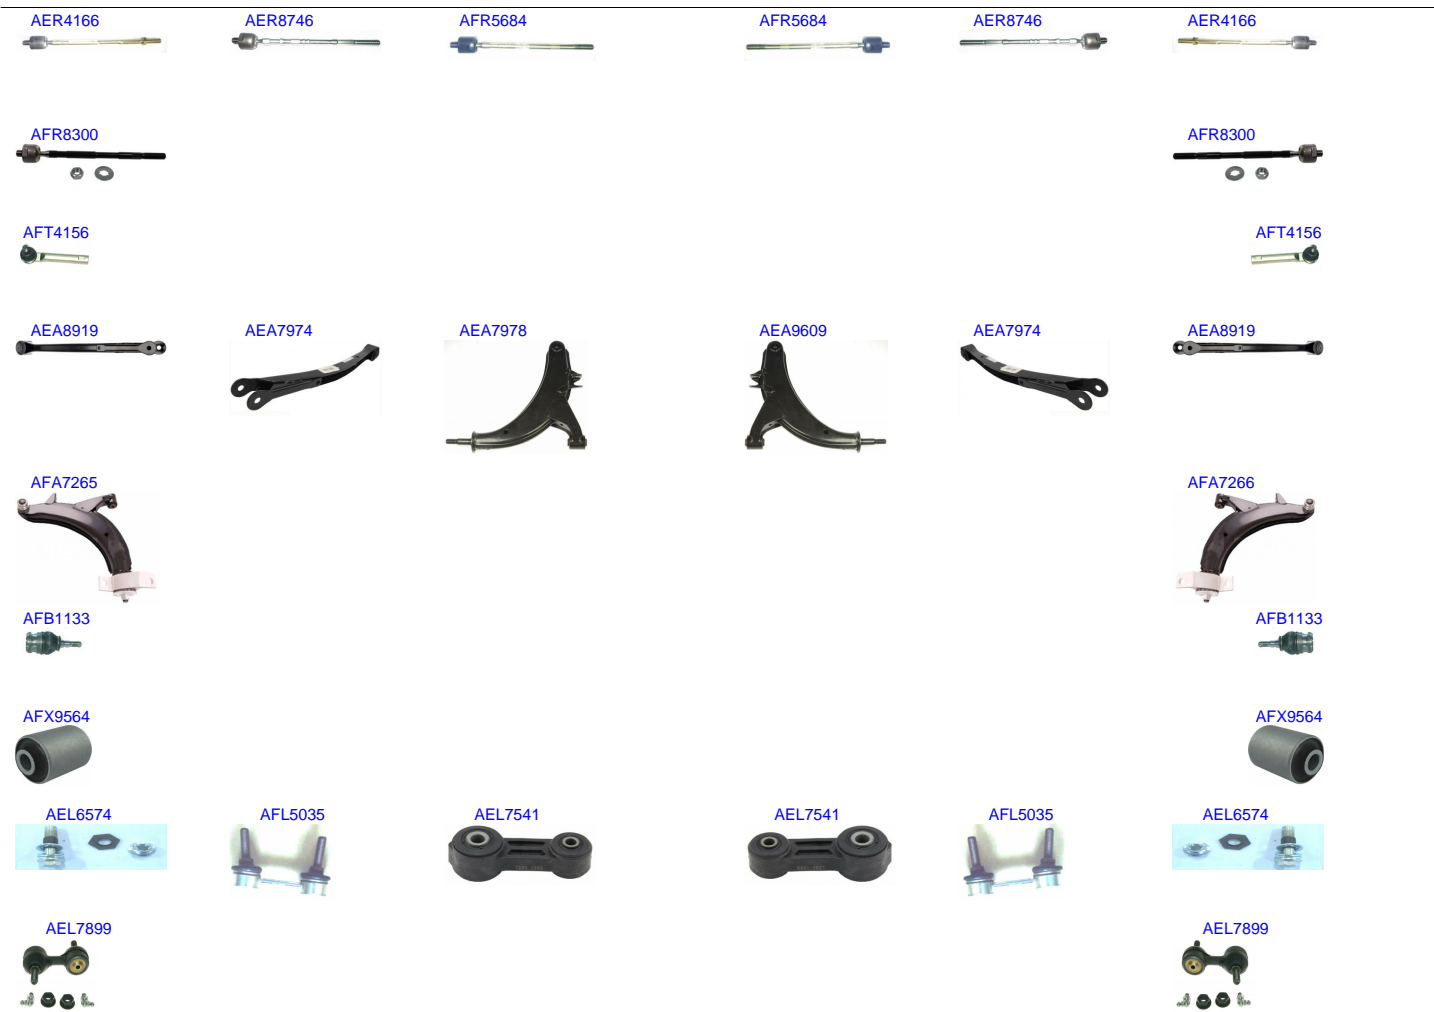 AER4166 AER8746 AFR5684 AFR5684 AER8746 AER4166
AFR8300 AFR8300
AFT4156 AFT4156
AEA8919 AEA7974 AEA7978 AEA9609 AEA7974 AEA8919
AFA7265 AFA7266
AFB1133 AFB1133
AFX9564 AFX9564
AEL6574 AFL5035 AEL7541 AEL7541 AFL5035 AEL6574
AEL7899 AEL7899